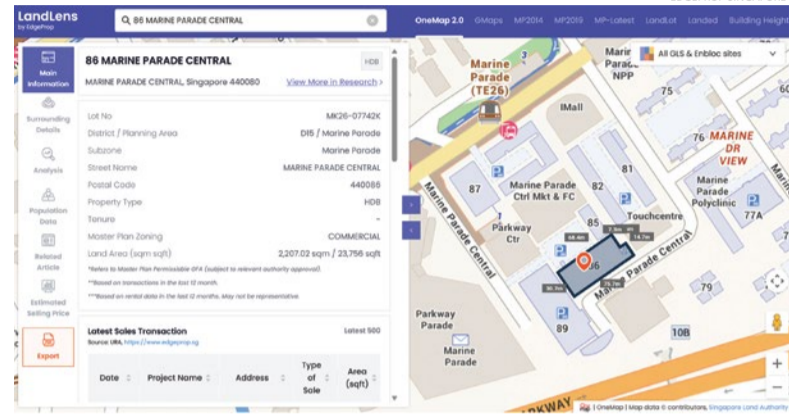 LandLens
by EdgeProp
86 MARINE PARADE CENTRAL
OneMap 2.0 GMaps MP2014 MP2019 MP-Latest LandLot Landed Building Height
Main Information
Surrounding Details
Analysis
Population Data
Related Article
Estimated Selling Price
Export
86 MARINE PARADE CENTRAL HDB
MARINE PARADE CENTRAL, Singapore 440080 View More in Research >
Lot No MK26-07742K
District / Planning Area D15 / Marine Parade
Subzone Marine Parade
Street Name MARINE PARADE CENTRAL
Postal Code 440086
Property Type HDB
Tenure -
Master Plan Zoning COMMERCIAL
Land Area (sqm sqft) 2,207.02 sqm / 23,756 sqft
*Refers to Master Plan Permissible GFA (subject to relevant authority approval).
**Based on transactions in the last 12 month.
***Based on rental data in the last 12 months. May not be representative.
Latest Sales Transaction Latest 500
Source: URA, https://www.edgeprop.sg
Date Project Name Address Type of Sale Area (sqft)
All GLS & Enbloc sites
Marine Parade (TE26)
3
NPP
IMall
75
60
76 MARINE DR VIEW
81
82
87
Marine Parade Ctrl Mkt & FC
Marine Parade Polyclinic
77A
Parkway Ctr
85
Touchcentre
7.5m
14.7m
Marine Parade Central
Marine Parade Central
79
Parkway Parade
89
10B
Marine Parade
PARKWAY
OneMap | Map data © contributors, Singapore Land Authority